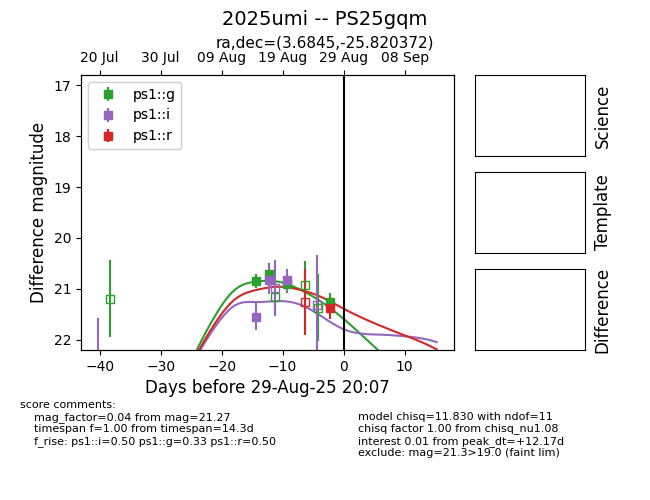 2025umi -- PS25gqm
ra,dec=(3.6845,-25.820372)
20 Jul 30 Jul 09 Aug 19 Aug 29 Aug 08 Sep
ps1::g
ps1::i
ps1::r
17
18
19
20
21
22
Difference magnitude
−40 −30 −20 −10 0 10
Days before 29-Aug-25 20:07
Science
Template
Difference
score comments:
mag_factor=0.04 from mag=21.27
timespan f=1.00 from timespan=14.3d
f_rise: ps1::i=0.50 ps1::g=0.33 ps1::r=0.50
model chisq=11.830 with ndof=11
chisq factor 1.00 from chisq_nu1.08
interest 0.01 from peak_dt=+12.17d
exclude: mag=21.3>19.0 (faint lim)